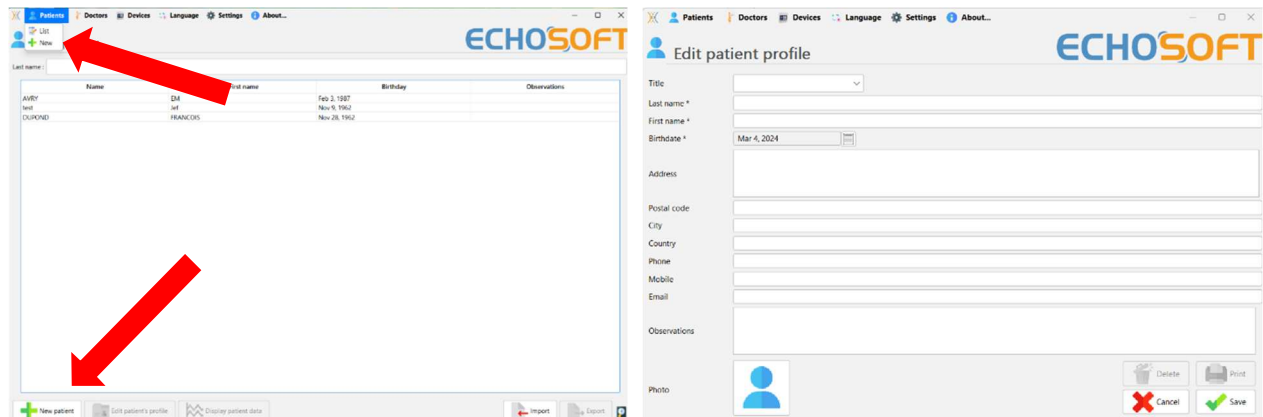 Patients Doctors Devices Language Settings About...
List
New
ECHOSOFT
Last name :
Name First name Birthday Observations
AVRY EM Feb 3, 1987
test Jef Nov 9, 1962
DUPOND FRANCOIS Nov 28, 1962
New patient Edit patient's profile Display patient data Import Export
Patients Doctors Devices Language Settings About...
Edit patient profile
ECHOSOFT
Title
Last name *
First name *
Birthdate * Mar 4, 2024
Address
Postal code
City
Country
Phone
Mobile
Email
Observations
Photo
Delete Print
Cancel Save